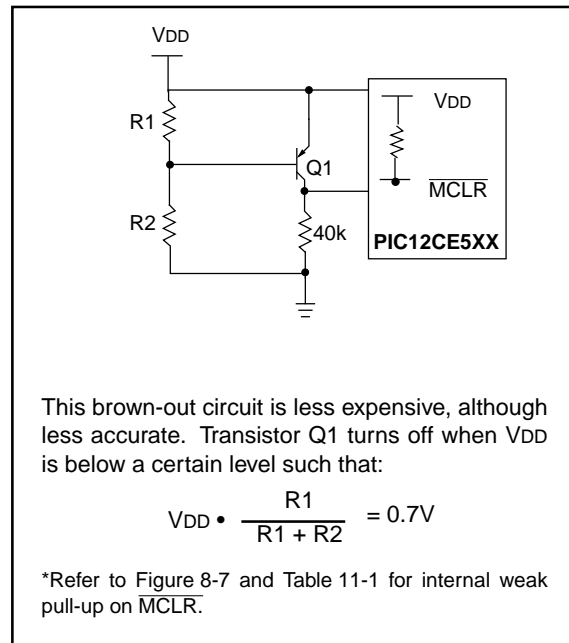 VDD
R1
VDD
Q1
MCLR
R2
40k
PIC12CE5XX
This brown-out circuit is less expensive, although
less accurate. Transistor Q1 turns off when VDD
is below a certain level such that:
VDD • R1 / R1 + R2 = 0.7V
*Refer to Figure 8-7 and Table 11-1 for internal weak
pull-up on MCLR.